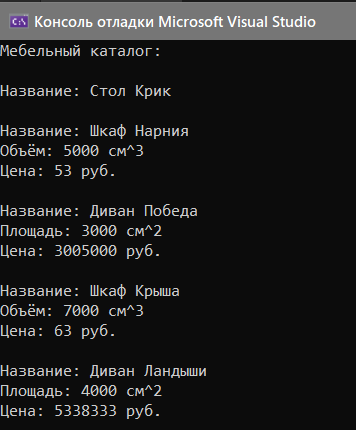 Консоль отладки Microsoft Visual Studio
Мебельный каталог:
Название: Стол Крик
Название: Шкаф Нарния
Объём: 5000 см^3
Цена: 53 руб.
Название: Диван Победа
Площадь: 3000 см^2
Цена: 3005000 руб.
Название: Шкаф Крыша
Объём: 7000 см^3
Цена: 63 руб.
Название: Диван Ландыши
Площадь: 4000 см^2
Цена: 5338333 руб.